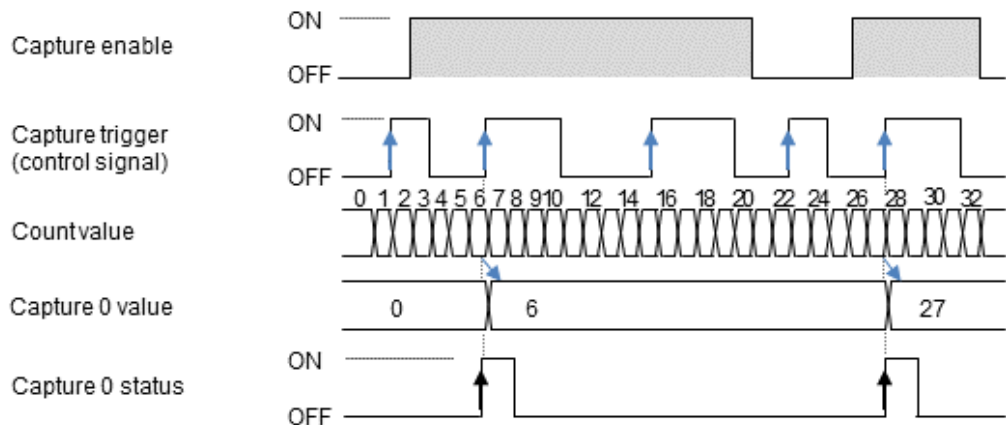 ON
Capture enable
OFF
ON
Capture trigger
(control signal)
OFF
0 1 2 3 4 5 6 7 8 9 10 12 14 16 18 20 22 24 26 28 30 32
Count value
Capture 0 value
0 6 27
ON
Capture 0 status
OFF